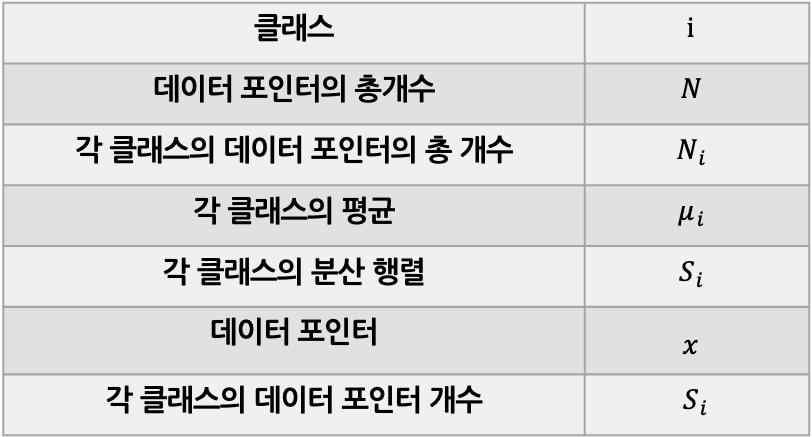 클래스 i
데이터 포인터의 총개수 N
각 클래스의 데이터 포인터의 총 개수 Nᵢ
각 클래스의 평균 μᵢ
각 클래스의 분산 행렬 Sᵢ
데이터 포인터 x
각 클래스의 데이터 포인터 개수 Sᵢ